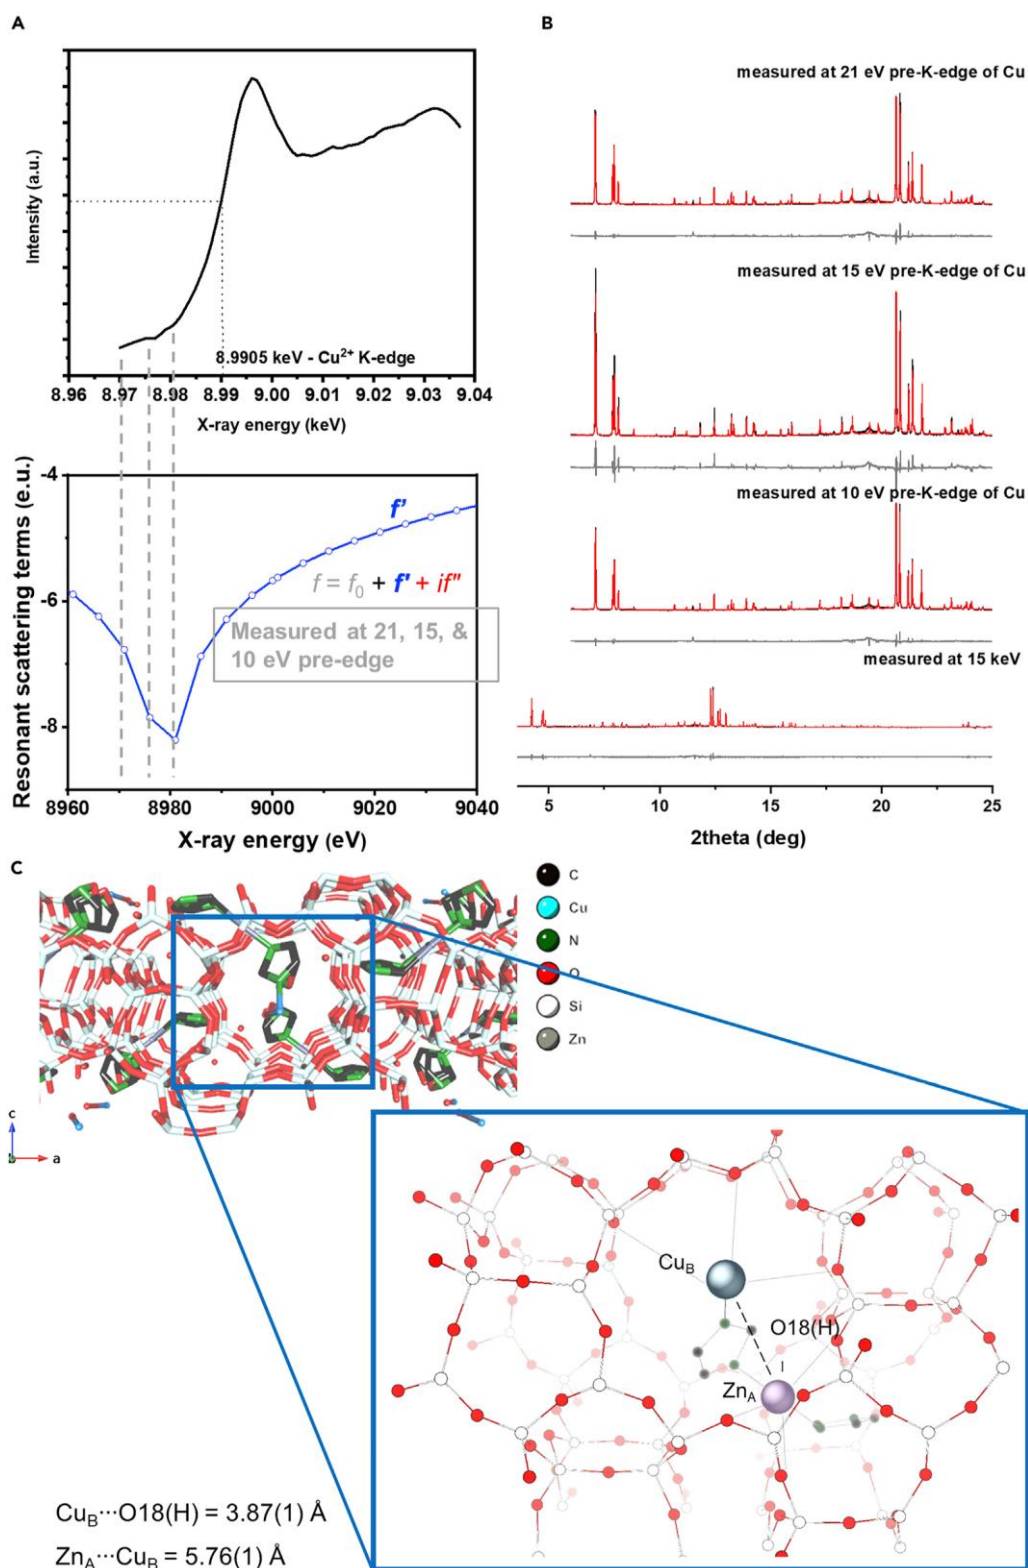 A
Intensity (a.u.)
8.9905 keV - Cu²⁺ K-edge
8.96 8.97 8.98 8.99 9.00 9.01 9.02 9.03 9.04
X-ray energy (keV)
Resonant scattering terms (e.u.)
-4
-6
-8
f'
f = f₀ + f' + if"
Measured at 21, 15, &
10 eV pre-edge
8960 8980 9000 9020 9040
X-ray energy (eV)
B
measured at 21 eV pre-K-edge of Cu
measured at 15 eV pre-K-edge of Cu
measured at 10 eV pre-K-edge of Cu
measured at 15 keV
5 10 15 20 25
2theta (deg)
C
C
Cu
N
O
Si
Zn
c
b
a
Cu_B
O18(H)
Zn_A
Cu_B···O18(H) = 3.87(1) Å
Zn_A···Cu_B = 5.76(1) Å